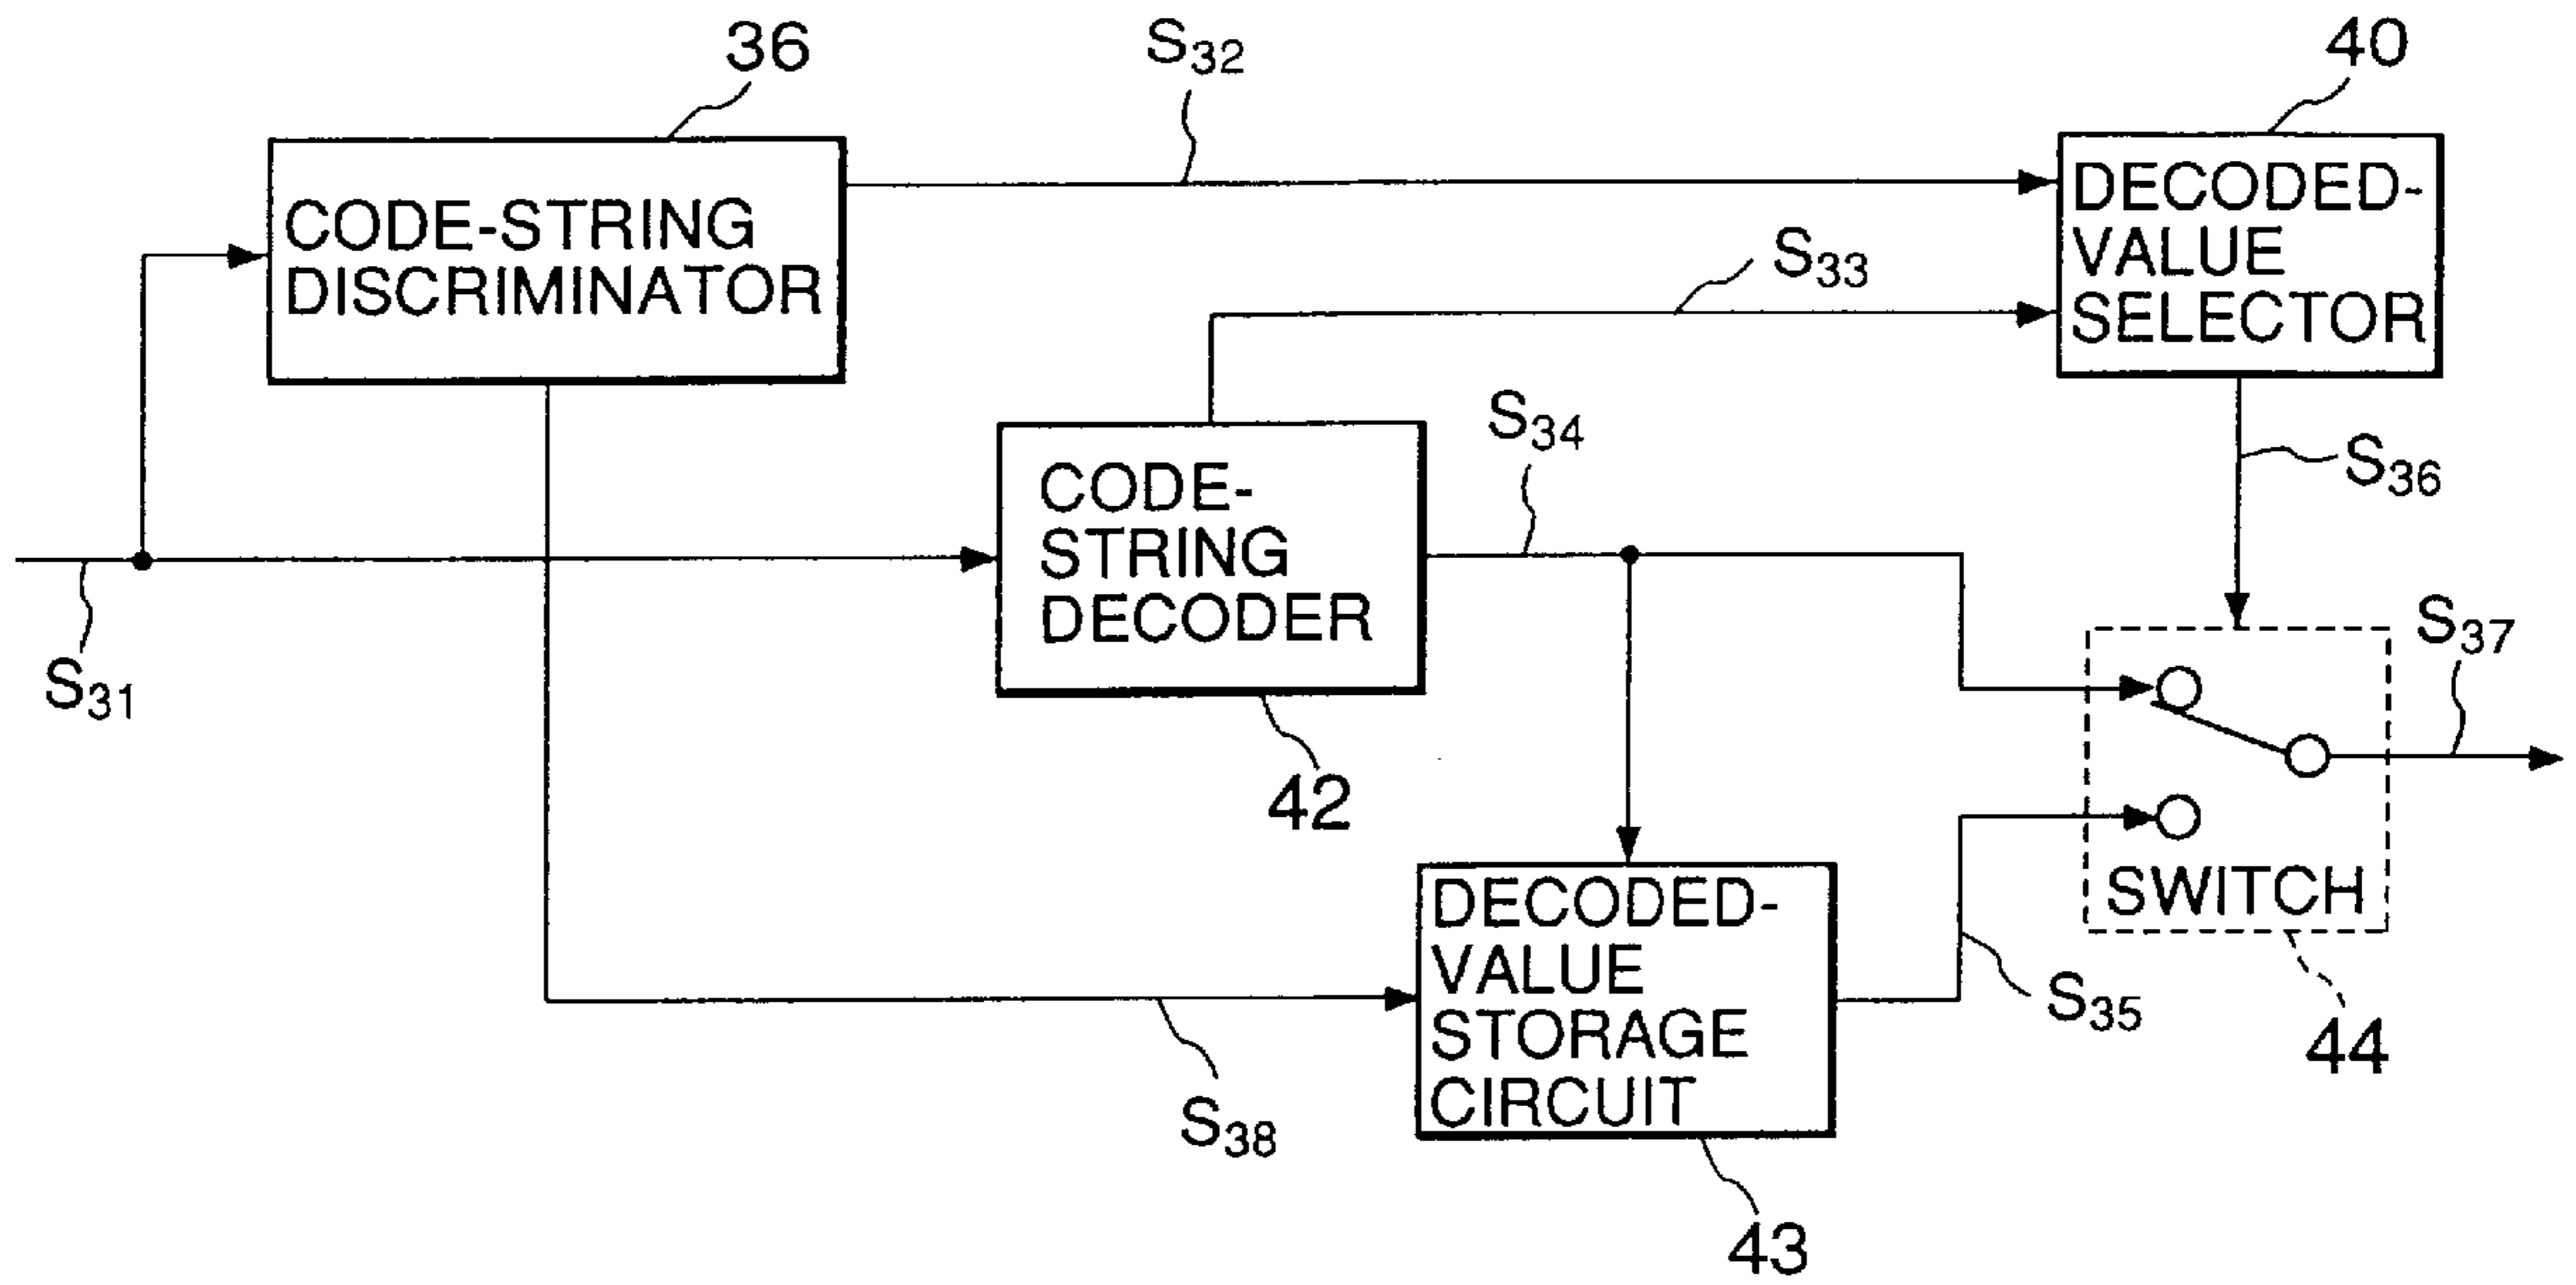 36
S32
40
CODE-STRING
DISCRIMINATOR
DECODED-
VALUE
SELECTOR
S33
S34
S36
CODE-
STRING
DECODER
S31
S37
42
SWITCH
DECODED-
VALUE
STORAGE
CIRCUIT
S35
44
S38
43